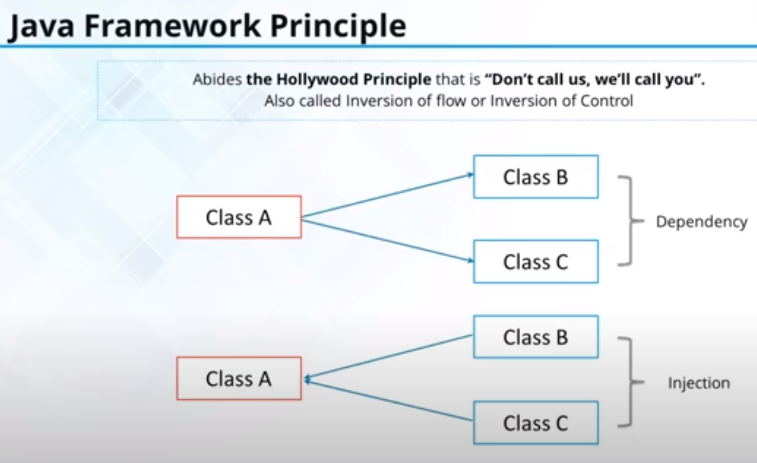 Java Framework Principle
Abides the Hollywood Principle that is “Don’t call us, we’ll call you”.
Also called Inversion of flow or Inversion of Control
Class B
Class A
Dependency
Class C
Class B
Class A
Injection
Class C